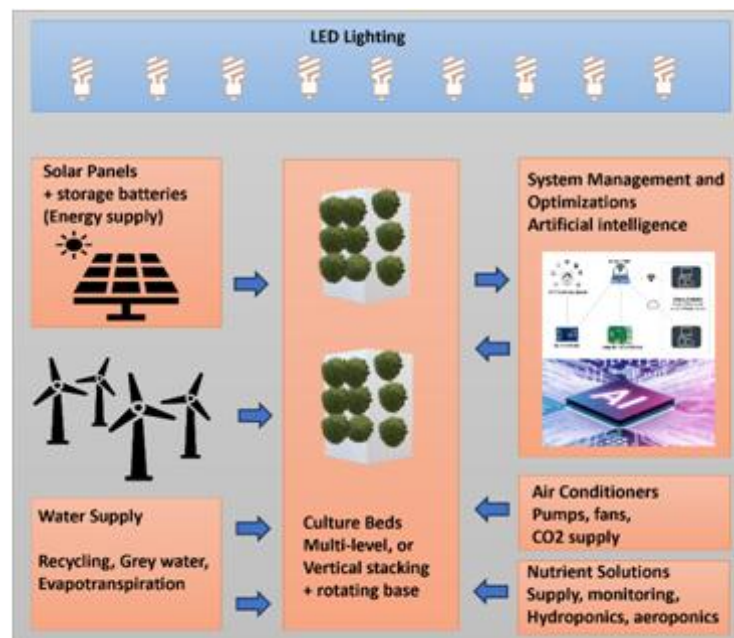 LED Lighting
Solar Panels
+ storage batteries
(Energy supply)
System Management and
Optimizations
Artificial intelligence
AI
Water Supply
Recycling, Grey water,
Evapotranspiration
Culture Beds
Multi-level, or
Vertical stacking
+ rotating base
Air Conditioners
Pumps, fans,
CO2 supply
Nutrient Solutions
Supply, monitoring,
Hydroponics, aeroponics